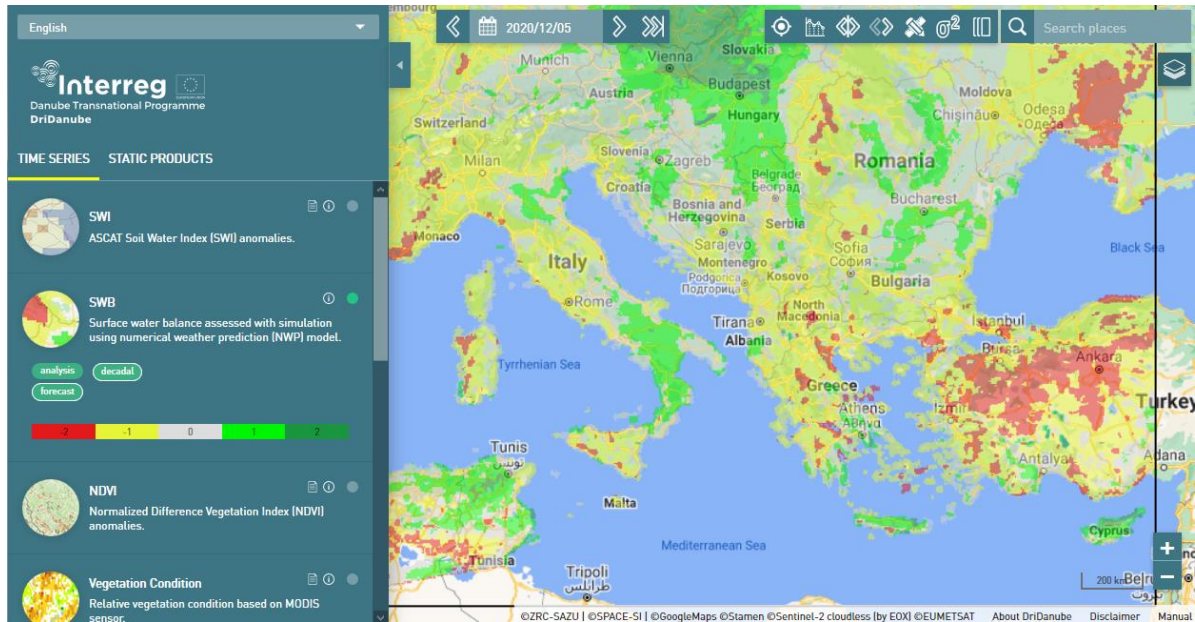 English
Interreg
Danube Transnational Programme
DriDanube
TIME SERIES STATIC PRODUCTS
SWI
ASCAT Soil Water Index (SWI) anomalies.
SWB
Surface water balance assessed with simulation
using numerical weather prediction (NWP) model.
analysis decadal
forecast
-2 -1 0 1 2
NDVI
Normalized Difference Vegetation Index (NDVI)
anomalies.
Vegetation Condition
Relative vegetation condition based on MODIS
sensor.
2020/12/05
σ²
Search places
Munich
Vienna
Slovakia
Austria
Budapest
Hungary
Moldova
Chișinău
Odesa
Одеса
Switzerland
Milan
Slovenia
Zagreb
Croatia
Romania
Belgrade
Београд
Bucharest
Bosnia and
Herzegovina
Serbia
Sarajevo
Monaco
Italy
Montenegro
Podgorica
Подгорица
Kosovo
Sofia
София
Bulgaria
Black Sea
Rome
North
Macedonia
Tirana
Albania
Istanbul
Bursa
Ankara
Tyrrhenian Sea
Greece
Athens
Αθήνα
Izmir
Turkey
Tunis
تونس
Antalya
Adana
Malta
Cyprus
Mediterranean Sea
Tunisia
Tripoli
طرابلس
200 km
بيروت
©ZRC-SAZU | ©SPACE-SI | ©GoogleMaps ©Stamen ©Sentinel-2 cloudless (by EOX) ©EUMETSAT About DriDanube Disclaimer Manual